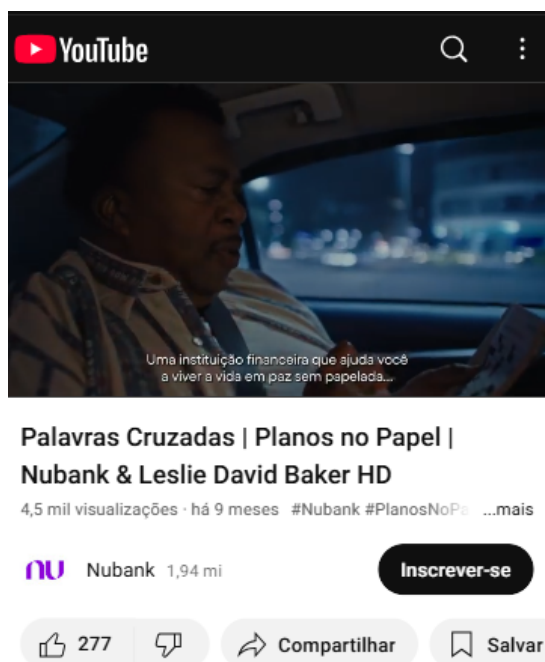 YouTube
Uma instituição financeira que ajuda você
a viver a vida em paz sem papelada...
Palavras Cruzadas | Planos no Papel |
Nubank & Leslie David Baker HD
4,5 mil visualizações · há 9 meses #Nubank #PlanosNoPa ...mais
nu Nubank 1,94 mi Inscrever-se
277 Compartilhar Salvar